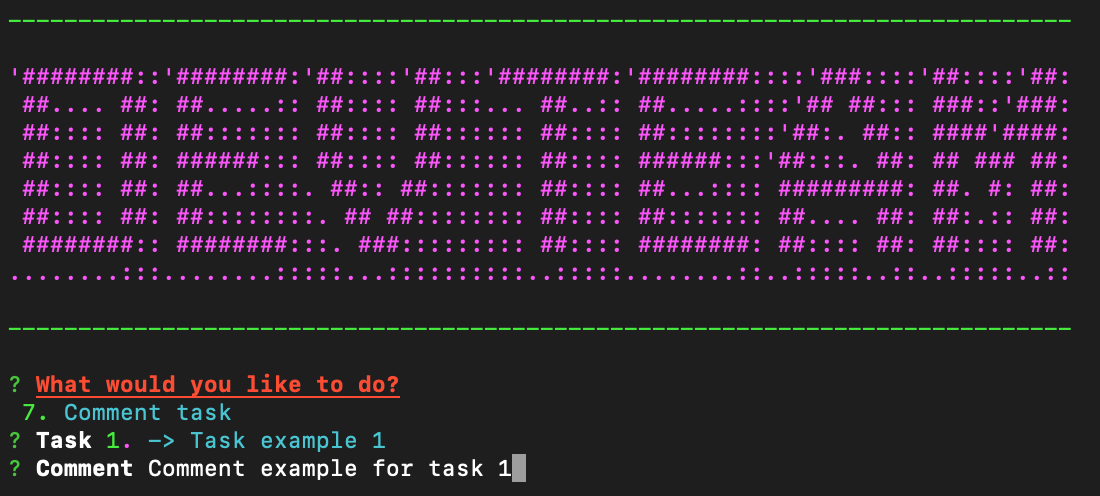 DEVTEAM
? What would you like to do?
7. Comment task
? Task 1. -> Task example 1
? Comment Comment example for task 1